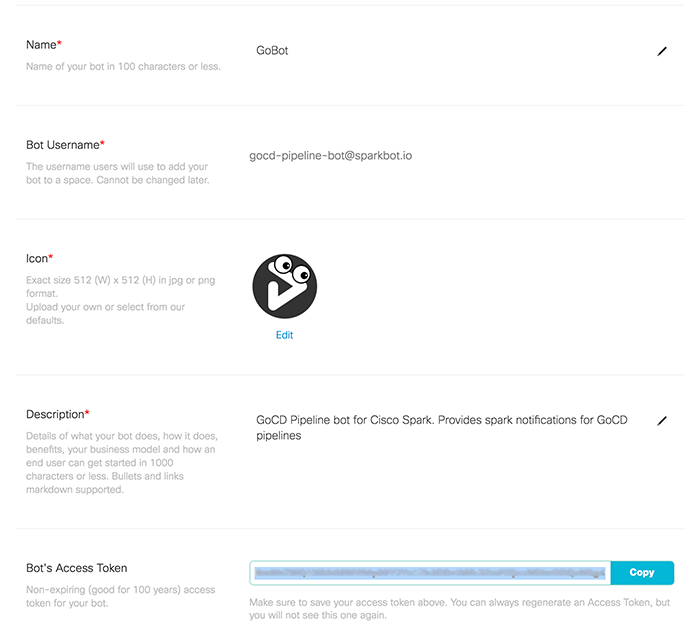 Name*
GoBot
Name of your bot in 100 characters or less.
Bot Username*
gocd-pipeline-bot@sparkbot.io
The username users will use to add your
bot to a space. Cannot be changed later.
Icon*
Exact size 512 (W) x 512 (H) in jpg or png
format.
Upload your own or select from our
defaults.
Edit
Description*
GoCD Pipeline bot for Cisco Spark. Provides spark notifications for GoCD
pipelines
Details of what your bot does, how it does,
benefits, your business model and how an
end user can get started in 1000
characters or less. Bullets and links
markdown supported.
Bot's Access Token
Copy
Non-expiring (good for 100 years) access
token for your bot.
Make sure to save your access token above. You can always regenerate an Access Token, but
you will not see this one again.